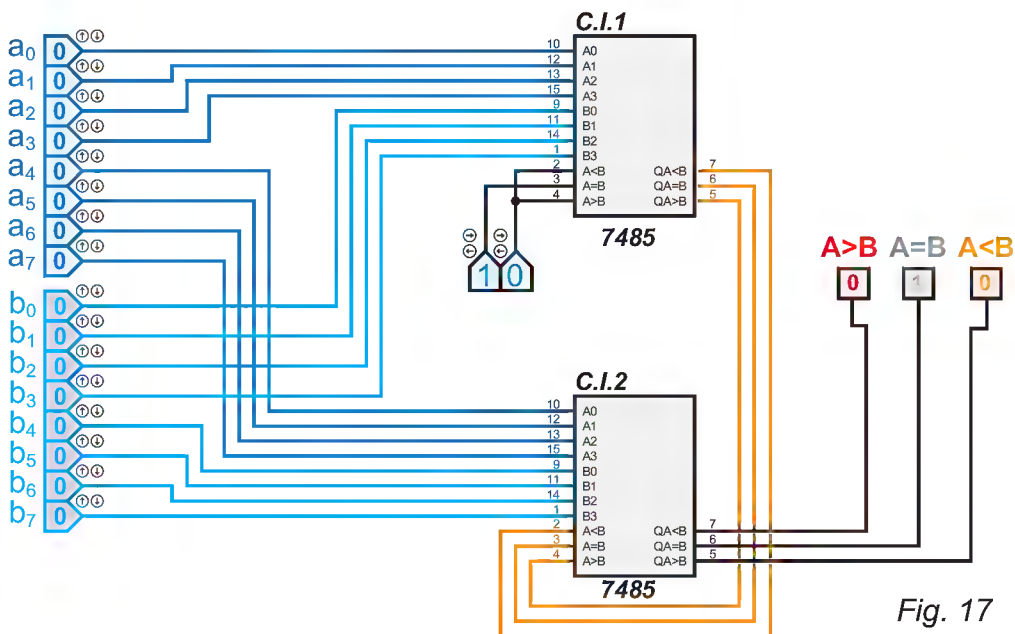 C.I.1
a0 0
a1 0
a2 0
a3 0
a4 0
a5 0
a6 0
a7 0
b0 0
b1 0
b2 0
b3 0
b4 0
b5 0
b6 0
b7 0
10 A0
12 A1
13 A2
15 A3
9 B0
11 B1
14 B2
1 B3
2 A<B QA<B 7
3 A=B QA=B 6
4 A>B QA>B 5
7485
1 0
A>B A=B A<B
0 1 0
C.I.2
10 A0
12 A1
13 A2
15 A3
9 B0
11 B1
14 B2
1 B3
2 A<B QA<B 7
3 A=B QA=B 6
4 A>B QA>B 5
7485
Fig. 17